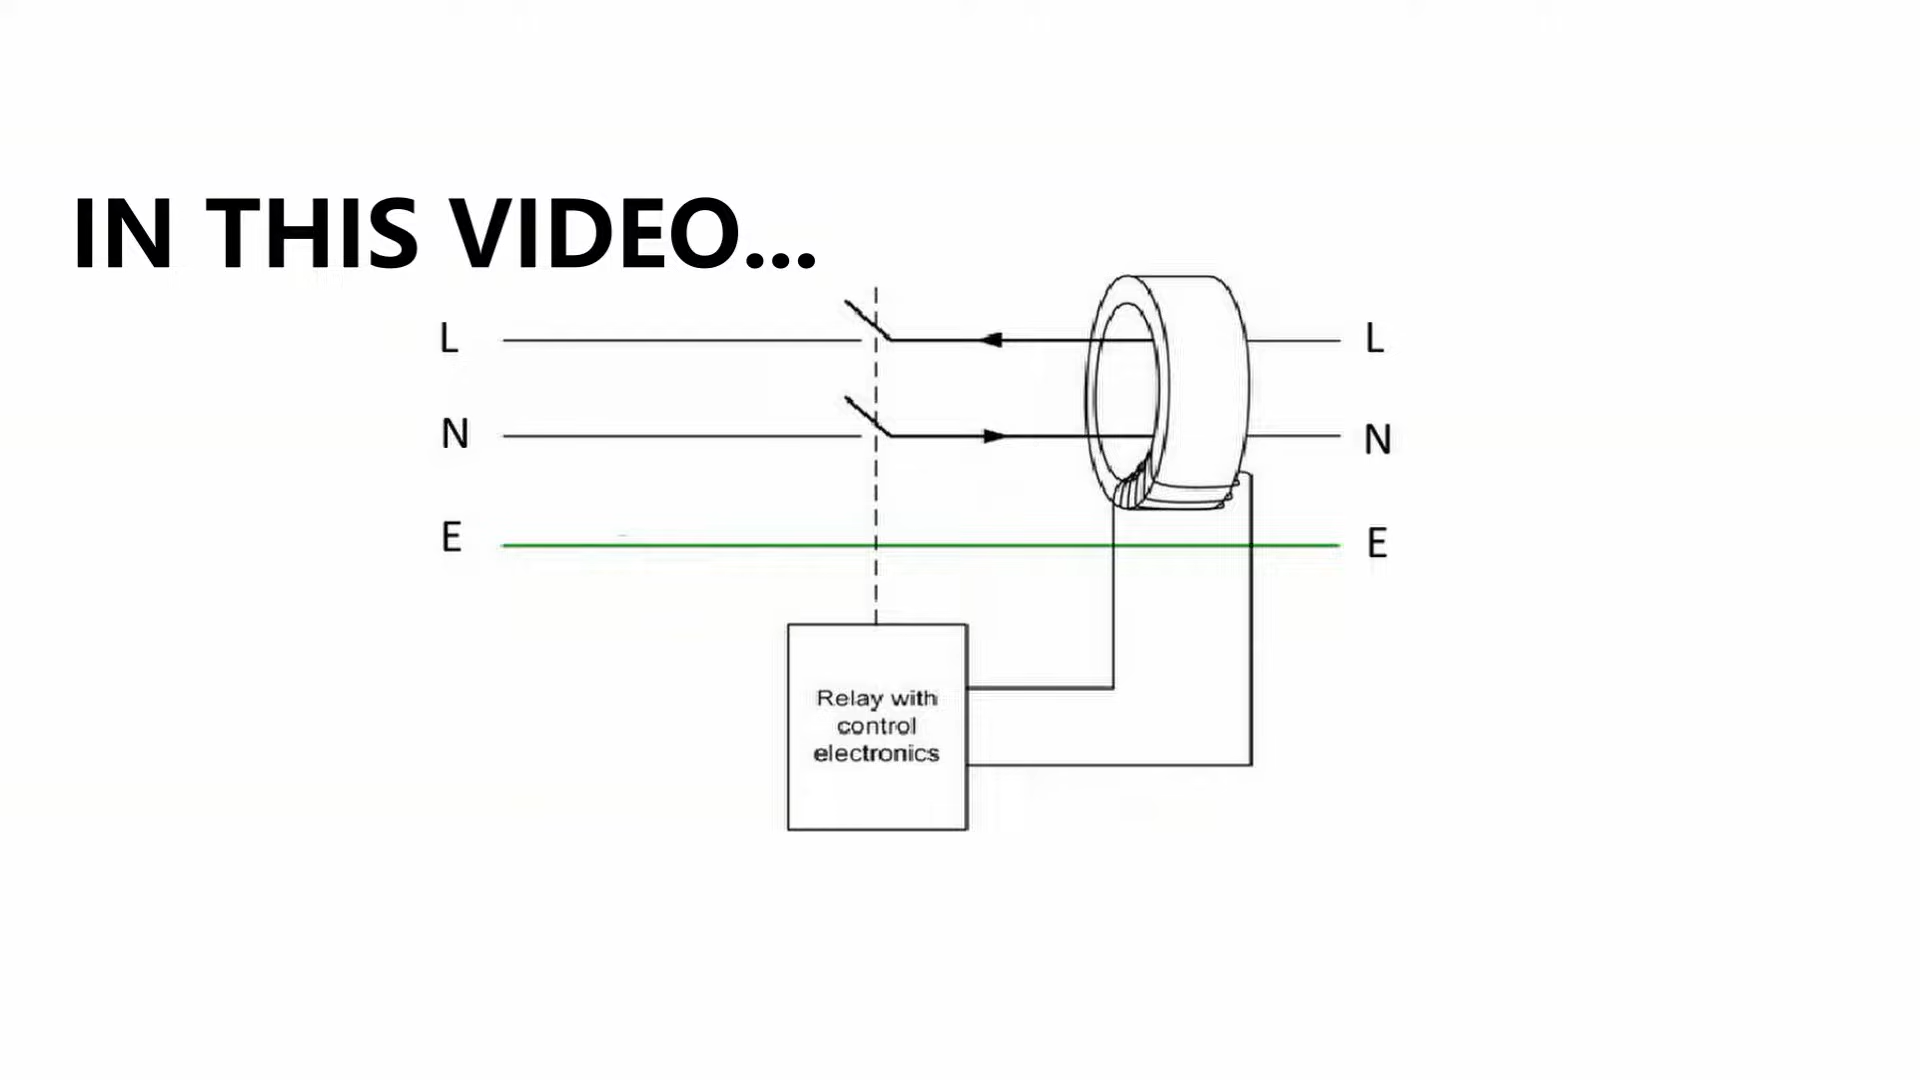 IN THIS VIDEO...
L
L
N
N
E
E
Relay with
control
electronics